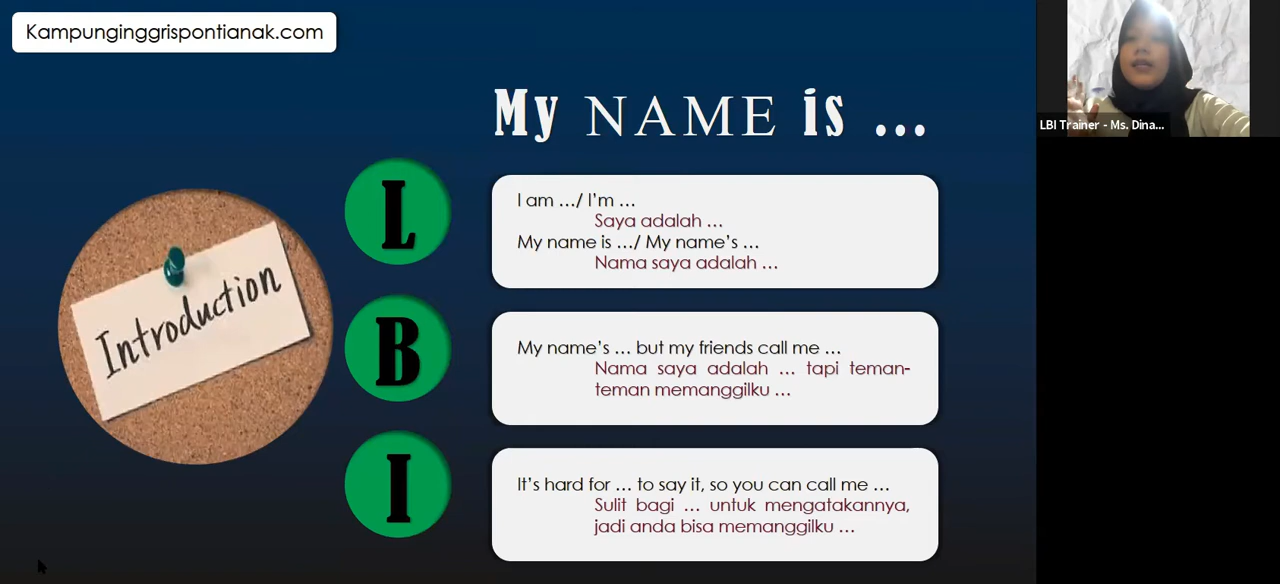 Kampunginggrispontianak.com
My NAME is ...
Introduction
L
I am .../ I'm ...
Saya adalah ...
My name is .../ My name's ...
Nama saya adalah ...
B
My name's ... but my friends call me ...
Nama saya adalah ... tapi teman-
teman memanggilku ...
I
It's hard for ... to say it, so you can call me ...
Sulit bagi ... untuk mengatakannya,
jadi anda bisa memanggilku ...
LBI Trainer - Ms. Dina...